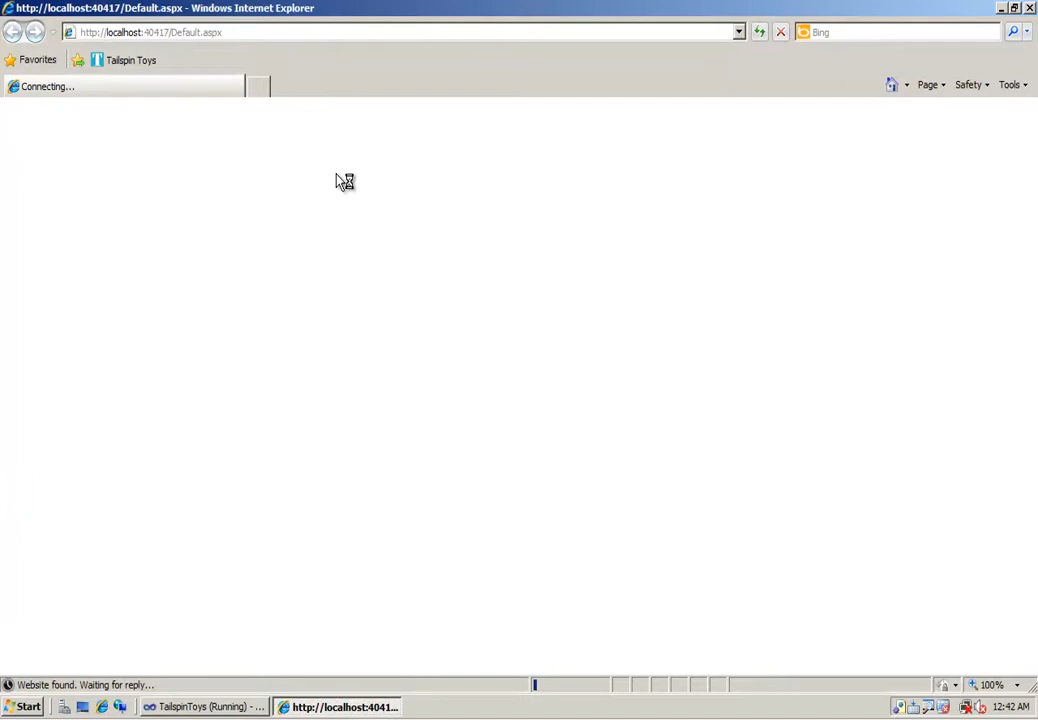 http://localhost:40417/Default.aspx - Windows Internet Explorer
http://localhost:40417/Default.aspx
Bing
Favorites
Tailspin Toys
Connecting...
Page
Safety
Tools
Website found. Waiting for reply...
100%
Start
TailspinToys (Running) - ...
http://localhost:4041...
12:42 AM